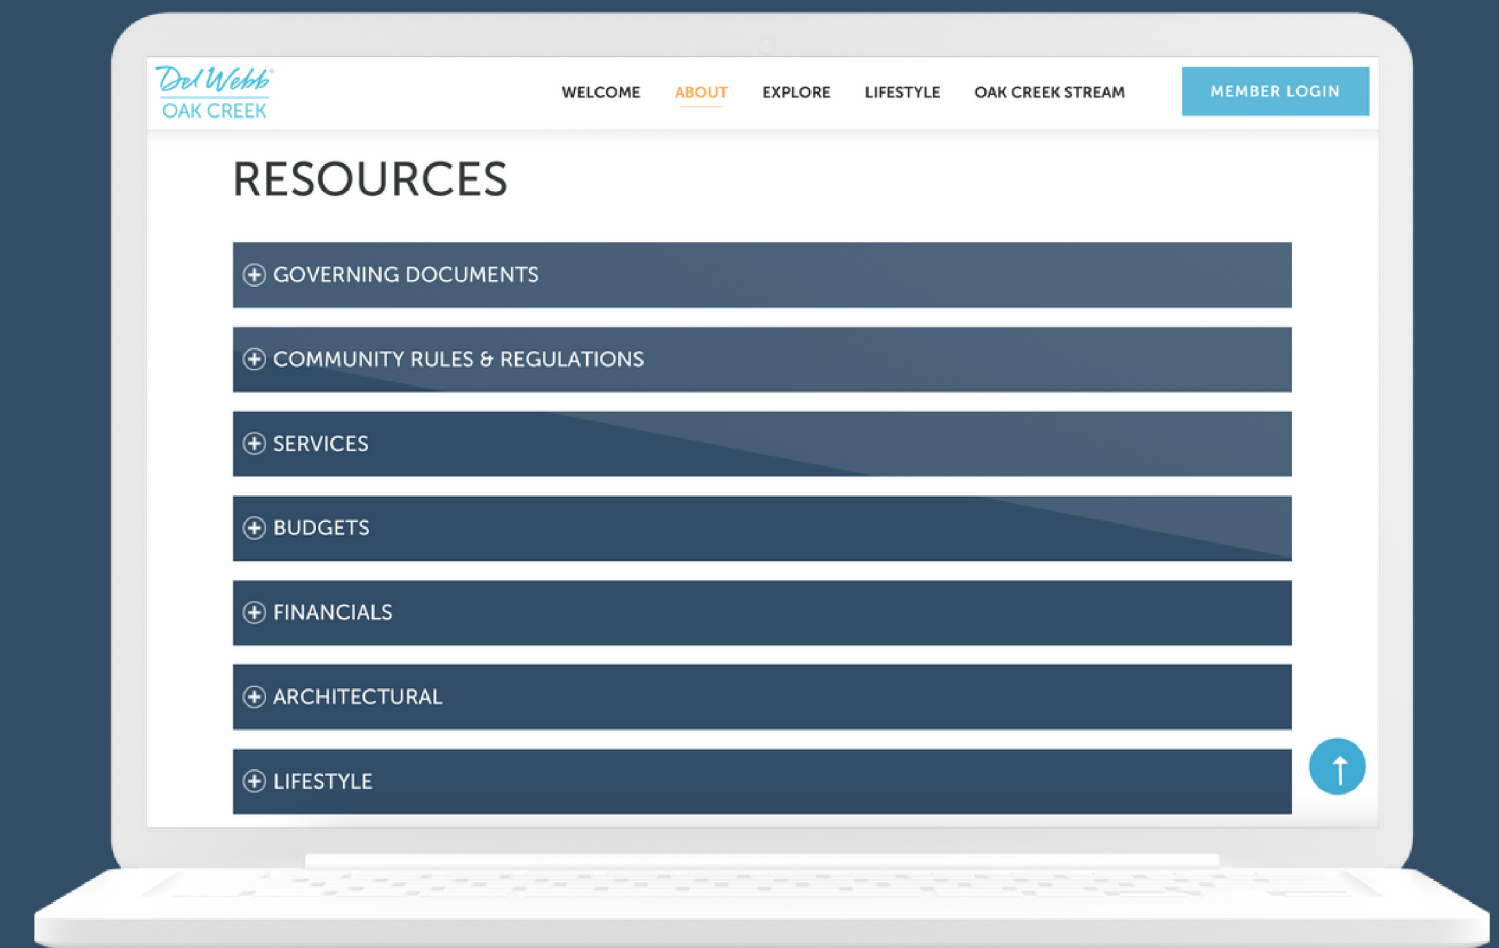 Del Webb®
OAK CREEK
WELCOME ABOUT EXPLORE LIFESTYLE OAK CREEK STREAM MEMBER LOGIN
RESOURCES
GOVERNING DOCUMENTS
COMMUNITY RULES & REGULATIONS
SERVICES
BUDGETS
FINANCIALS
ARCHITECTURAL
LIFESTYLE